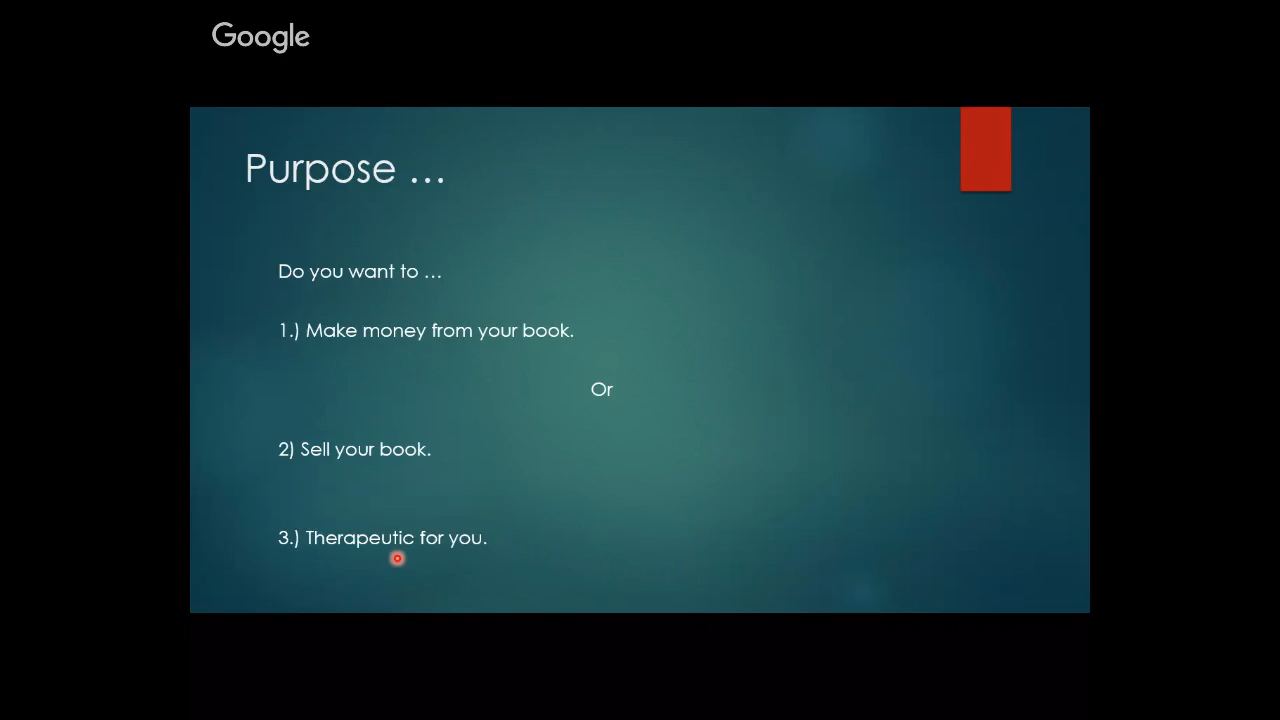 Google
Purpose ...
Do you want to ...
1.) Make money from your book.
Or
2) Sell your book.
3.) Therapeutic for you.